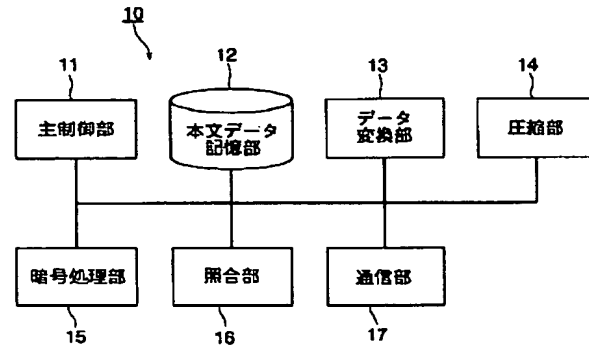 10
11
12
13
14
主制御部
本文データ
記憶部
データ
変換部
圧縮部
暗号処理部
照合部
通信部
15
16
17